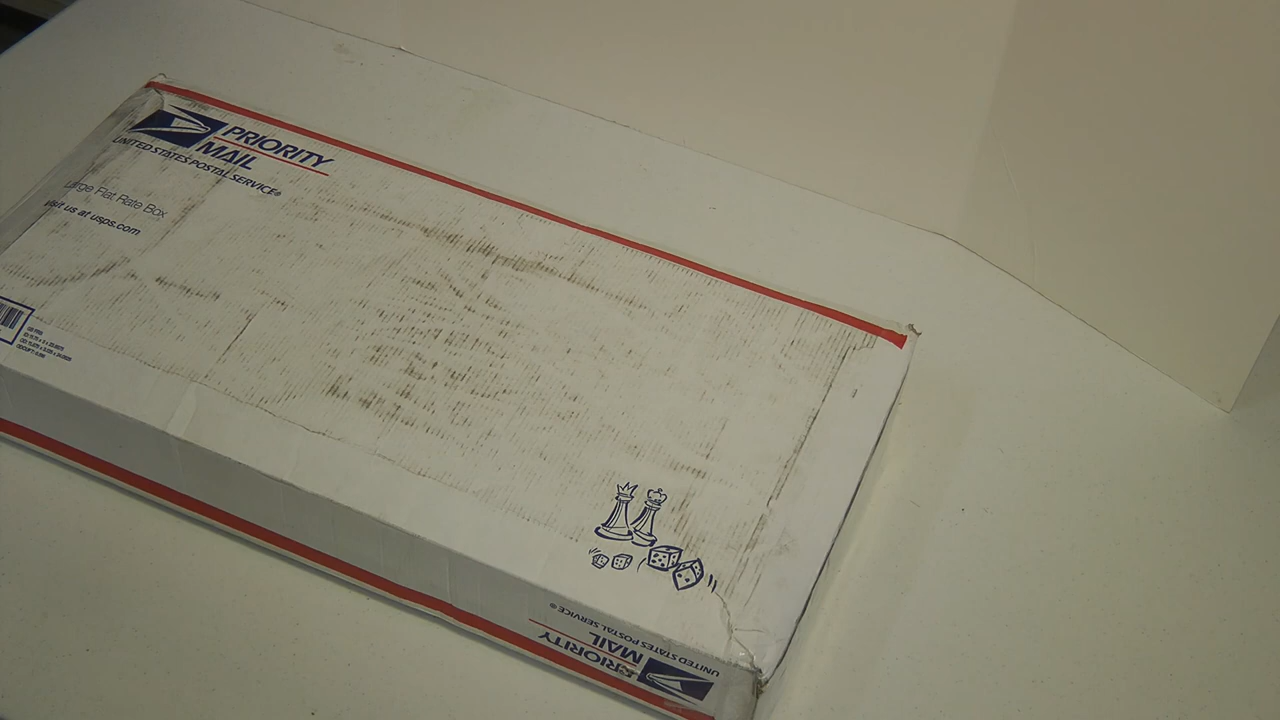 PRIORITY
MAIL
UNITED STATES POSTAL SERVICE®
Large Flat Rate Box
Visit us at usps.com
PRIORITY
MAIL
UNITED STATES POSTAL SERVICE®